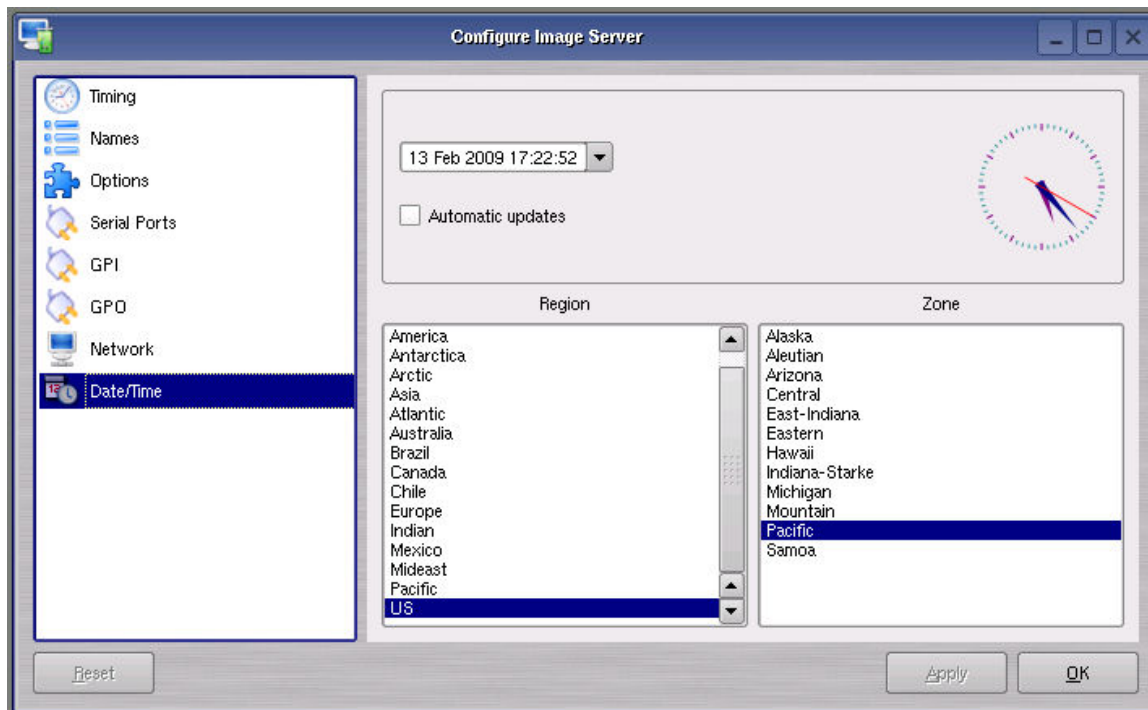 Configure Image Server
Timing
Names
Options
Serial Ports
GPI
GPO
Network
Date/Time
13 Feb 2009 17:22:52
Automatic updates
Region
America
Antarctica
Arctic
Asia
Atlantic
Australia
Brazil
Canada
Chile
Europe
Indian
Mexico
Mideast
Pacific
US
Zone
Alaska
Aleutian
Arizona
Central
East-Indiana
Eastern
Hawaii
Indiana-Starke
Michigan
Mountain
Pacific
Samoa
Reset
Apply
OK